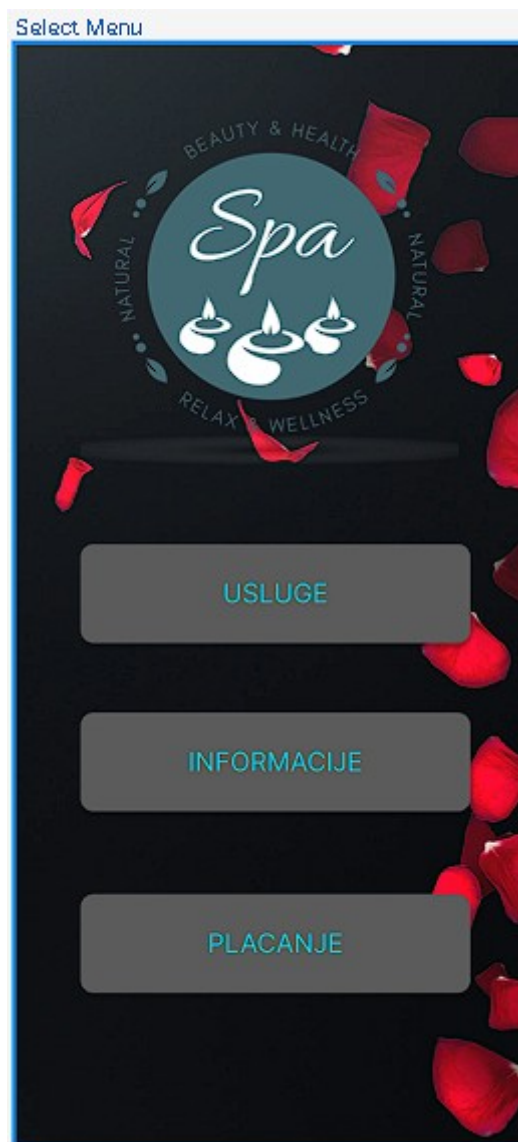 Select Menu
BEAUTY & HEALTH
NATURAL
Spa
NATURAL
RELAX & WELLNESS
USLUGE
INFORMACIJE
PLACANJE